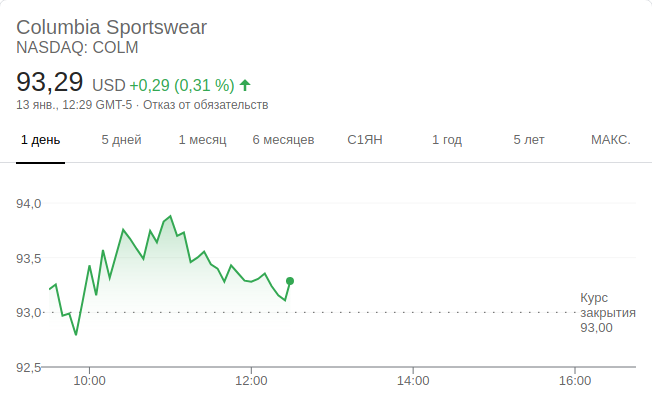 Columbia Sportswear
NASDAQ: COLM
93,29 USD +0,29 (0,31 %)
13 янв., 12:29 GMT-5 · Отказ от обязательств
1 день 5 дней 1 месяц 6 месяцев С1ЯН 1 год 5 лет МАКС.
94,0
93,5
93,0
92,5
Курс
закрытия
93,00
10:00 12:00 14:00 16:00